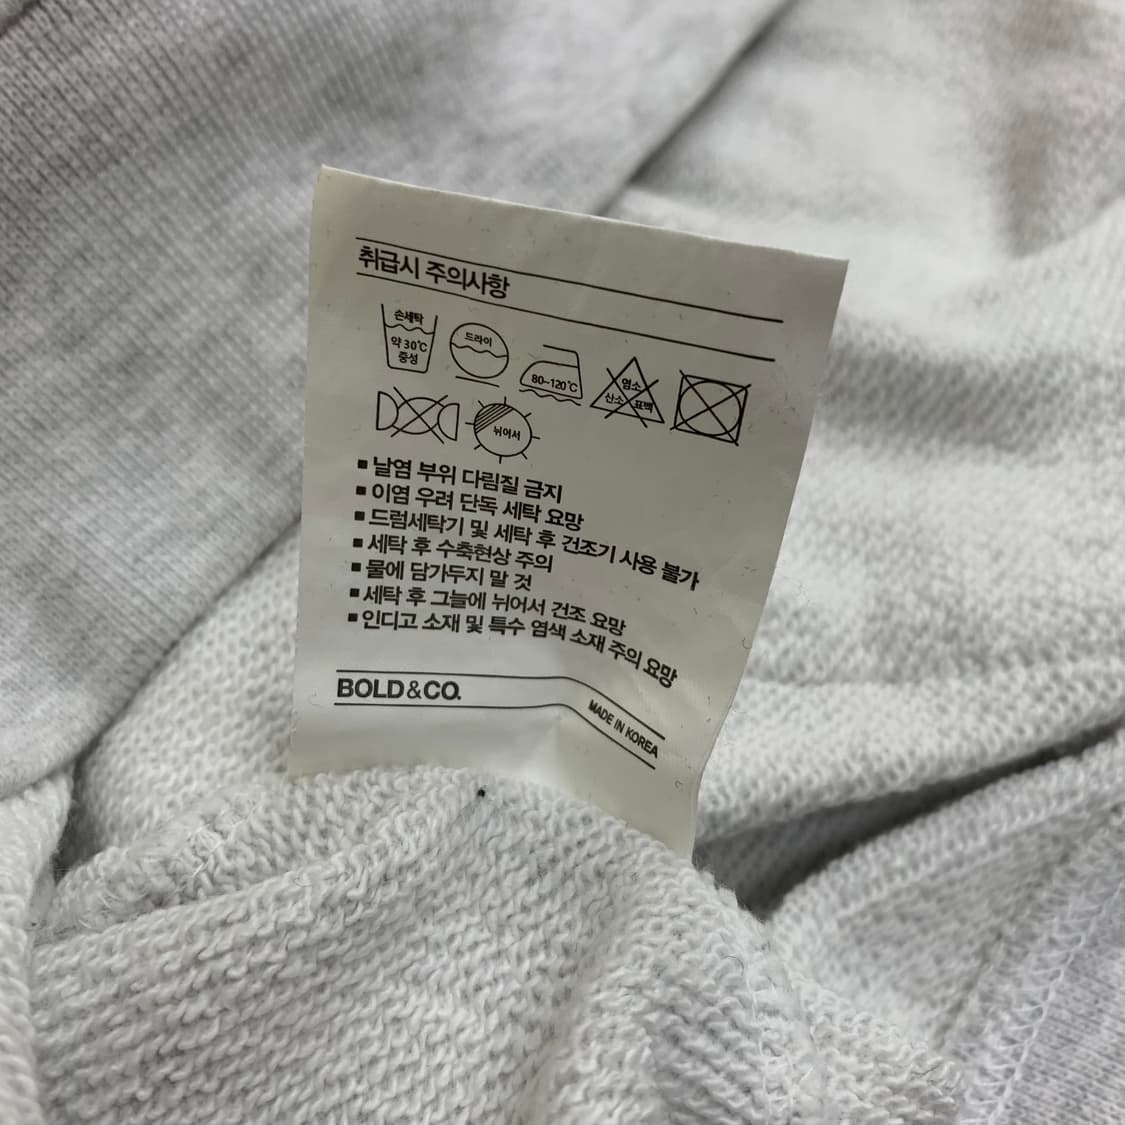 취급시 주의사항
손세탁
약 30℃
중성
드라이
80~120℃
염소
산소 표백
뉘어서
■ 날염 부위 다림질 금지
■ 이염 우려 단독 세탁 요망
■ 드럼세탁기 및 세탁 후 건조기 사용 불가
■ 세탁 후 수축현상 주의
■ 물에 담가두지 말 것
■ 세탁 후 그늘에 뉘어서 건조 요망
■ 인디고 소재 및 특수 염색 소재 주의 요망
BOLD&CO.
MADE IN KOREA